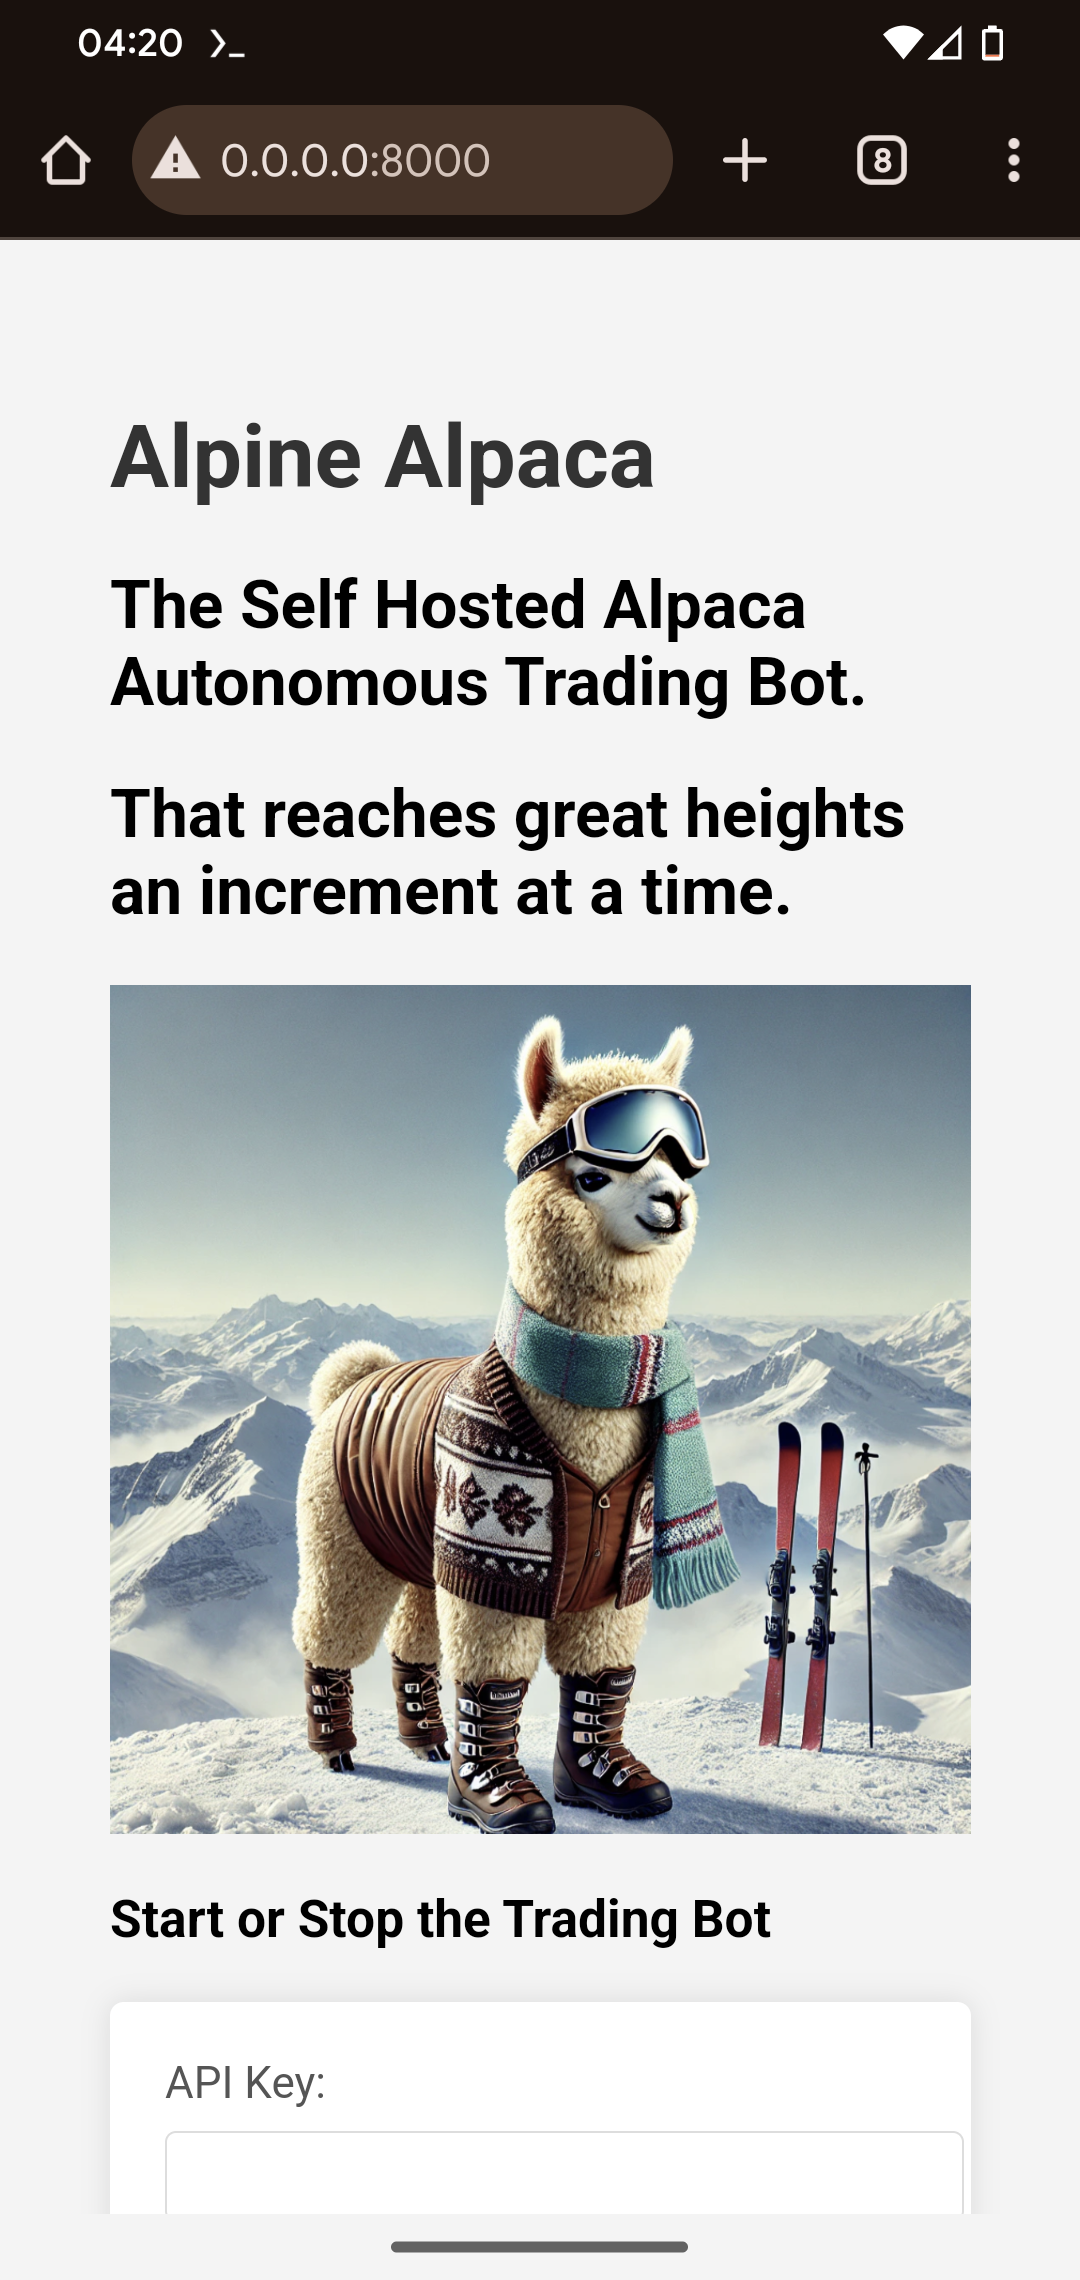 04:20
0.0.0.0:8000
8
Alpine Alpaca
The Self Hosted Alpaca
Autonomous Trading Bot.
That reaches great heights
an increment at a time.
Start or Stop the Trading Bot
API Key: